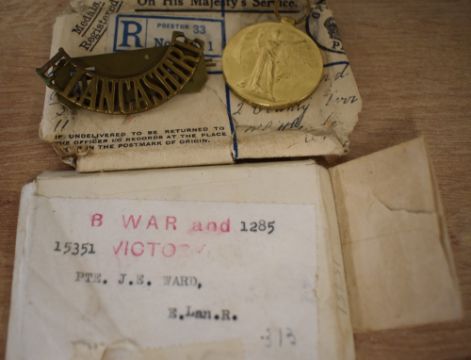 On His Majesty's Service.
Medals
Registered
R
PRESTON 33
No
LANCASHIRE
IF UNDELIVERED TO BE RETURNED TO
THE OFFICER I/C RECORDS AT THE PLACE
IN THE POSTMARK OF ORIGIN.
B WAR and 1285
15351 VICTORY
PTE. J.E. WARD,
E.Lan.R.